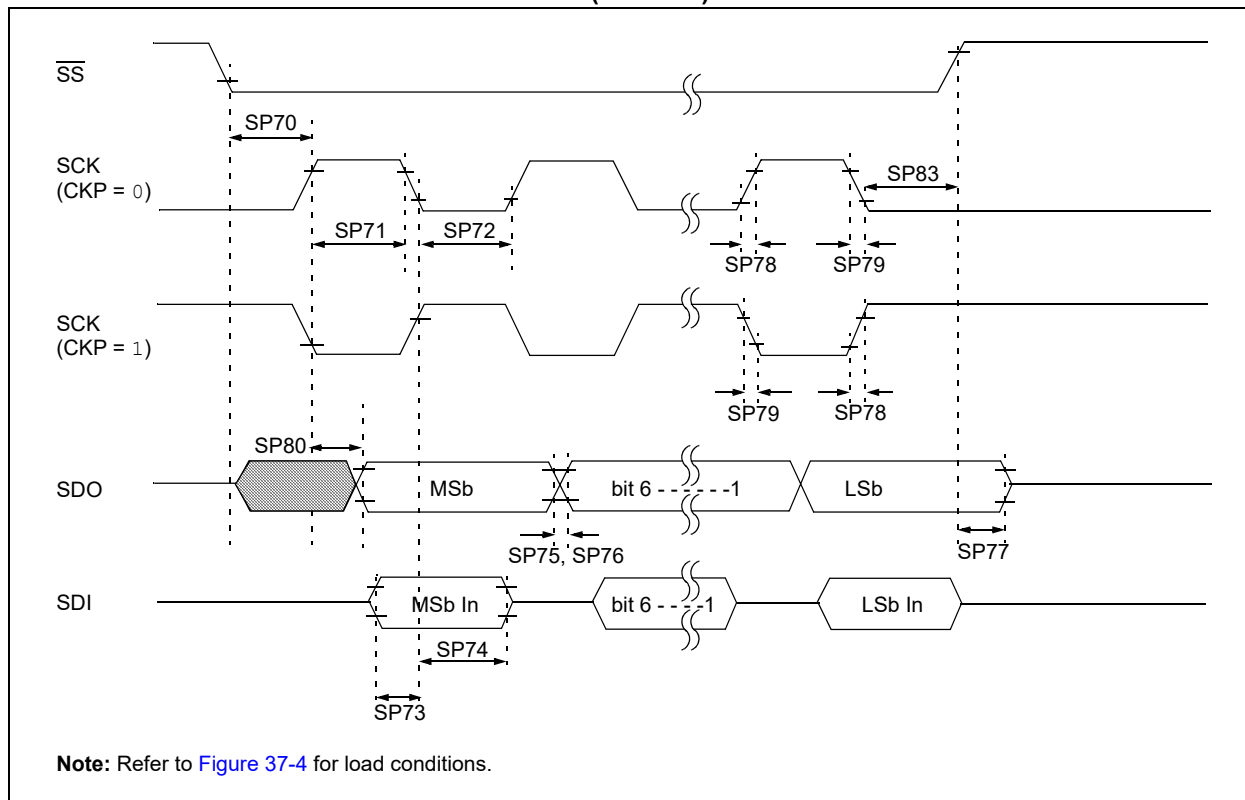 SS
SP70
SCK
(CKP = 0)
SP83
SP71
SP72
SP78
SP79
SCK
(CKP = 1)
SP79
SP78
SP80
SDO
MSb
bit 6 - - - - - -1
LSb
SP75, SP76
SP77
SDI
MSb In
bit 6 - - - -1
LSb In
SP74
SP73
Note: Refer to Figure 37-4 for load conditions.